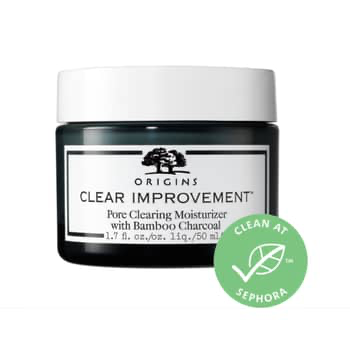 ORIGINS
CLEAR IMPROVEMENT™
Pore Clearing Moisturizer
with Bamboo Charcoal
1.7 fl. oz./oz. liq./50 ml
CLEAN AT
SEPHORA
TM